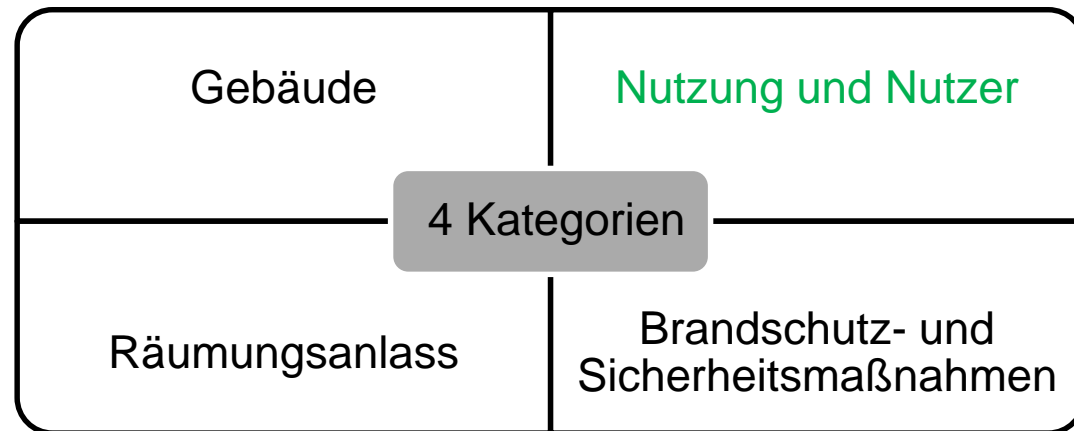 Gebäude
Nutzung und Nutzer
4 Kategorien
Räumungsanlass
Brandschutz- und
Sicherheitsmaßnahmen